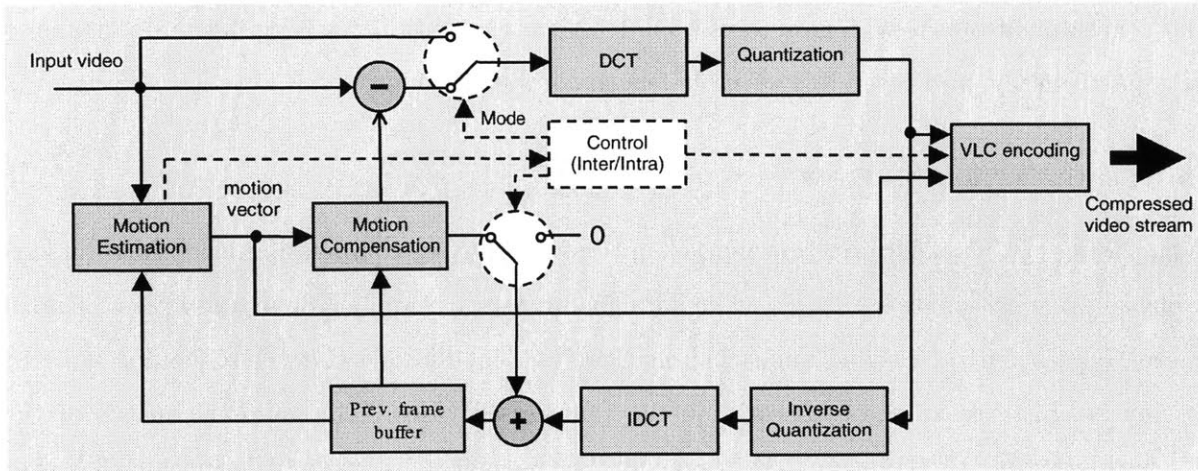 Input video
−
DCT
Quantization
Mode
Control
(Inter/Intra)
VLC encoding
Compressed
video stream
motion
vector
Motion
Estimation
Motion
Compensation
0
Prev. frame
buffer
+
IDCT
Inverse
Quantization